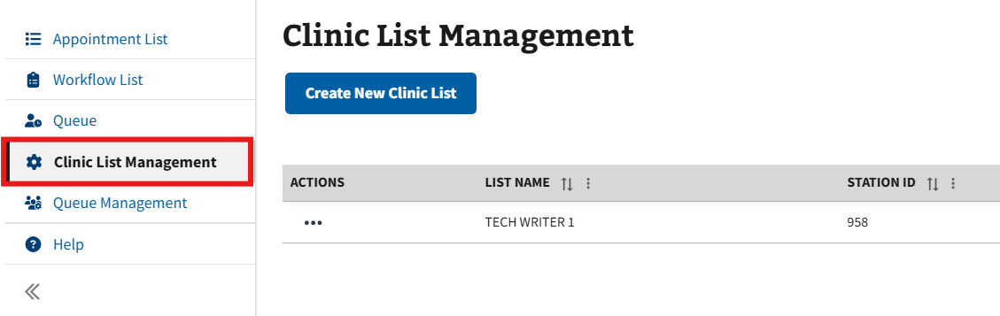 Appointment List
Workflow List
Queue
Clinic List Management
Queue Management
Help
Clinic List Management
Create New Clinic List
ACTIONS LIST NAME STATION ID
TECH WRITER 1 958